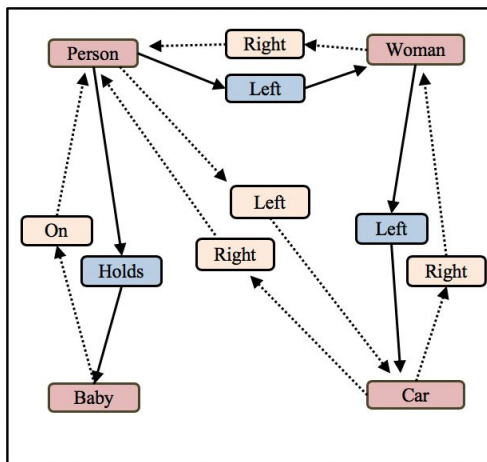 Right
Person
Woman
Left
Left
On
Left
Right
Holds
Right
Baby
Car